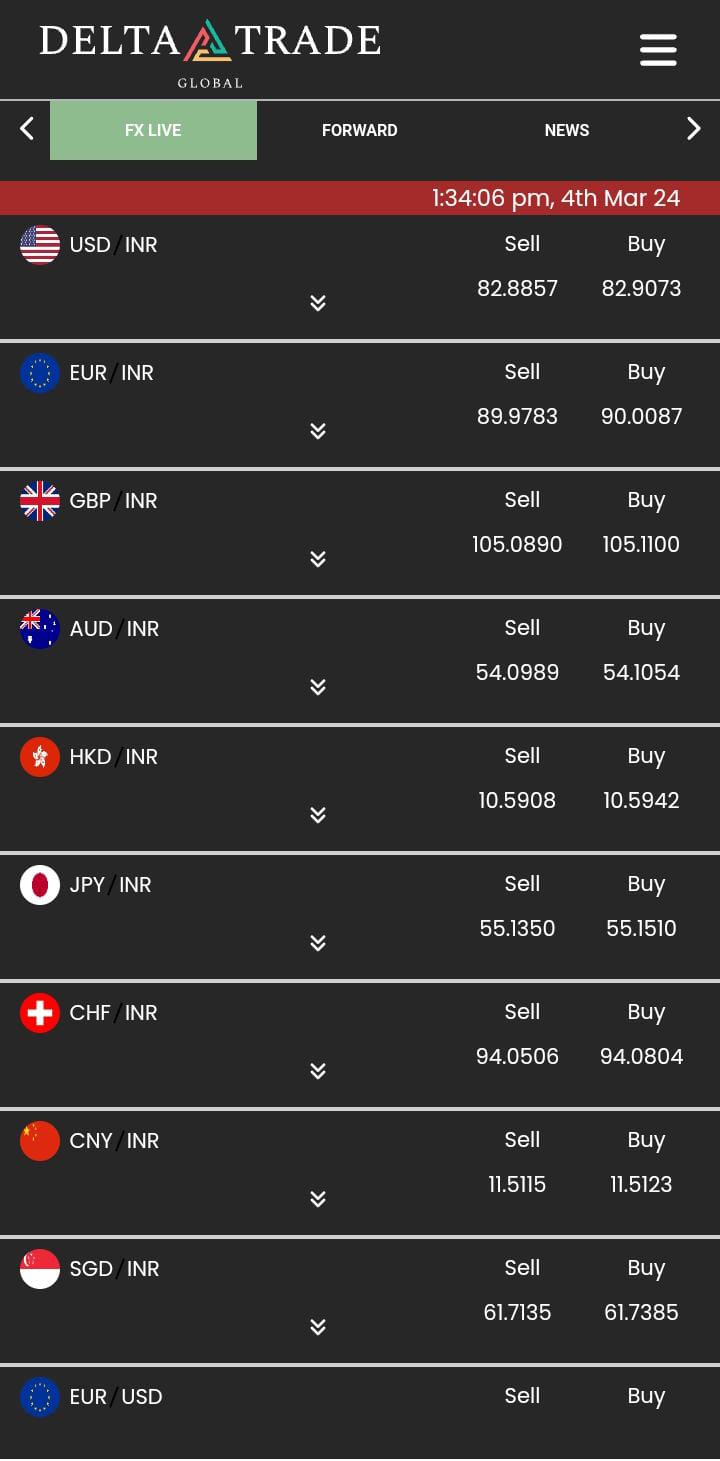 DELTA TRADE
GLOBAL
FX LIVE FORWARD NEWS
1:34:06 pm, 4th Mar 24
USD/INR Sell Buy
82.8857 82.9073
EUR/INR Sell Buy
89.9783 90.0087
GBP/INR Sell Buy
105.0890 105.1100
AUD/INR Sell Buy
54.0989 54.1054
HKD/INR Sell Buy
10.5908 10.5942
JPY/INR Sell Buy
55.1350 55.1510
CHF/INR Sell Buy
94.0506 94.0804
CNY/INR Sell Buy
11.5115 11.5123
SGD/INR Sell Buy
61.7135 61.7385
EUR/USD Sell Buy